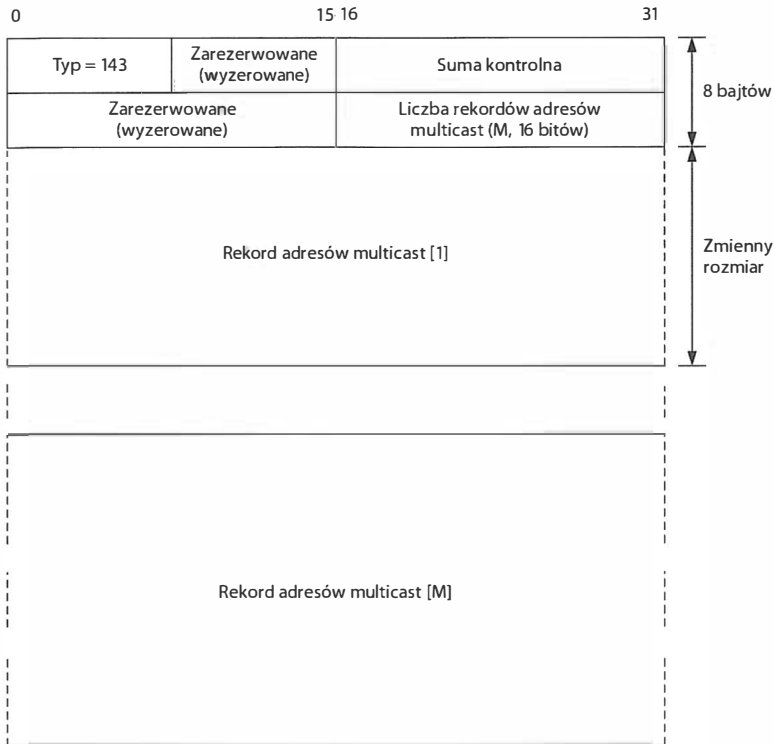 0
15 16
31
Typ = 143
Zarezerwowane
(wyzerowane)
Suma kontrolna
8 bajtów
Zarezerwowane
(wyzerowane)
Liczba rekordów adresów
multicast (M, 16 bitów)
Rekord adresów multicast [1]
Zmienny
rozmiar
Rekord adresów multicast [M]